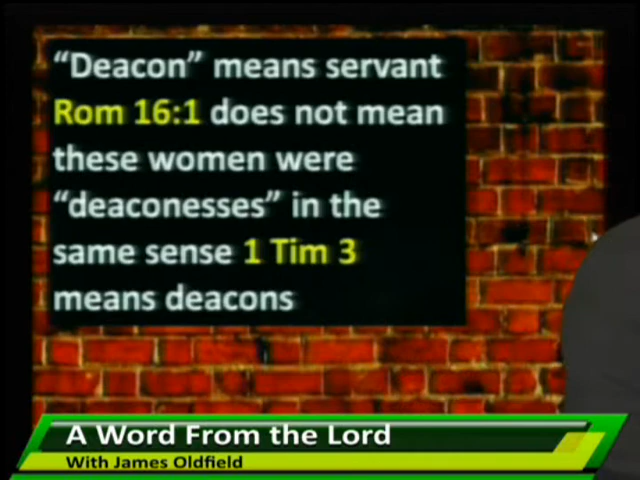 “Deacon” means servant
Rom 16:1 does not mean
these women were
“deaconesses” in the
same sense 1 Tim 3
means deacons
A Word From the Lord
With James Oldfield